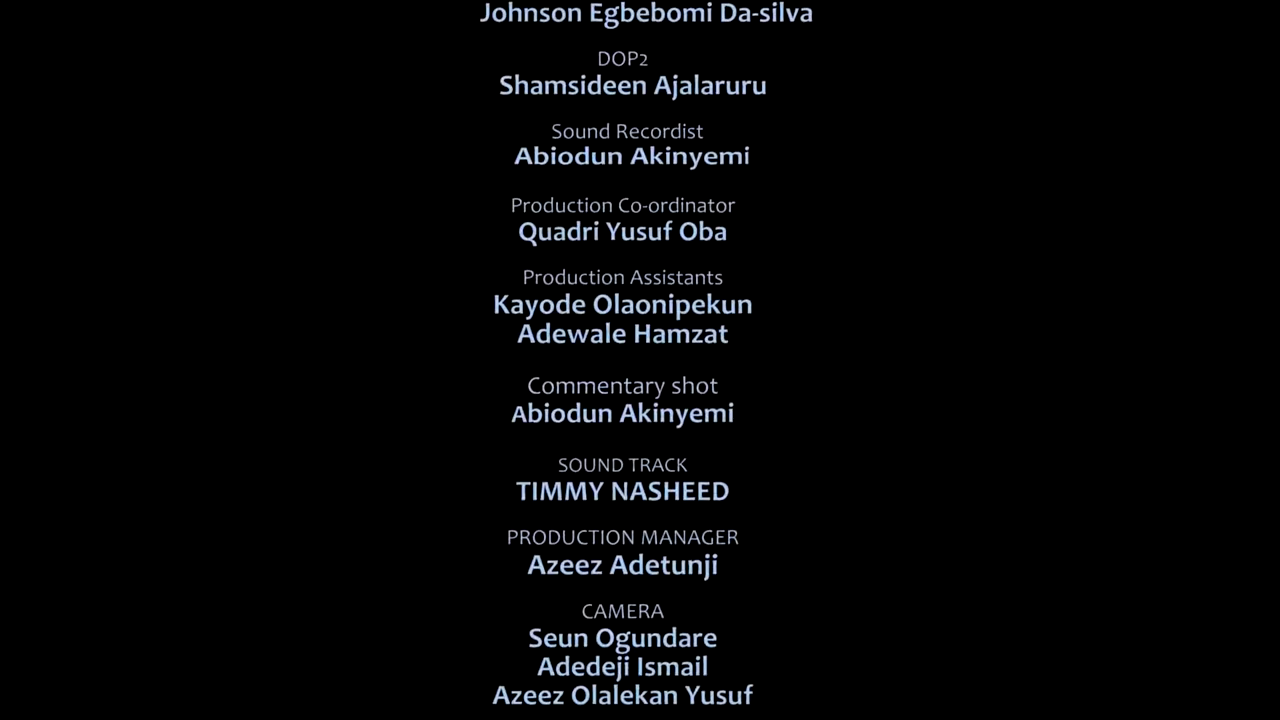 Johnson Egbebomi Da-silva
DOP2
Shamsideen Ajalaruru
Sound Recordist
Abiodun Akinyemi
Production Co-ordinator
Quadri Yusuf Oba
Production Assistants
Kayode Olaonipekun
Adewale Hamzat
Commentary shot
Abiodun Akinyemi
SOUND TRACK
TIMMY NASHEED
PRODUCTION MANAGER
Azeez Adetunji
CAMERA
Seun Ogundare
Adedeji Ismail
Azeez Olalekan Yusuf